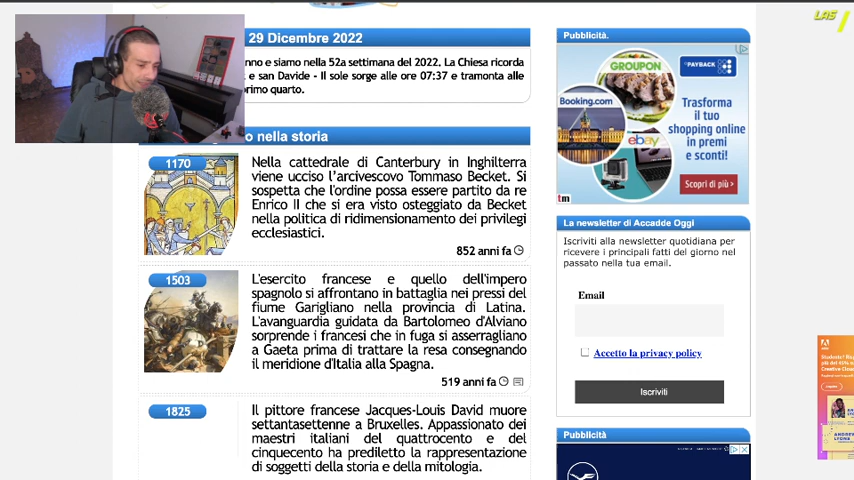 LAS
29 Dicembre 2022
nno e siamo nella 52a settimana del 2022. La Chiesa ricorda
e san Davide - Il sole sorge alle ore 07:37 e tramonta alle
rimo quarto.
o nella storia
1170
Nella cattedrale di Canterbury in Inghilterra
viene ucciso l'arcivescovo Tommaso Becket. Si
sospetta che l'ordine possa essere partito da re
Enrico II che si era visto osteggiato da Becket
nella politica di ridimensionamento dei privilegi
ecclesiastici.
852 anni fa
1503
L'esercito francese e quello dell'impero
spagnolo si affrontano in battaglia nei pressi del
fiume Garigliano nella provincia di Latina.
L'avanguardia guidata da Bartolomeo d'Alviano
sorprende i francesi che in fuga si asserragliano
a Gaeta prima di trattare la resa consegnando
il meridione d'Italia alla Spagna.
519 anni fa
1825
Il pittore francese Jacques-Louis David muore
settantasettenne a Bruxelles. Appassionato dei
maestri italiani del quattrocento e del
cinquecento ha prediletto la rappresentazione
di soggetti della storia e della mitologia.
Pubblicità.
GROUPON
PAYBACK
Booking.com
ebay
Trasforma
il tuo
shopping online
in premi
e sconti!
Scopri di più >
tm
La newsletter di Accadde Oggi
Iscriviti alla newsletter quotidiana per
ricevere i principali fatti del giorno nel
passato nella tua email.
Email
Accetto la privacy policy
Iscriviti
Pubblicità
Adobe